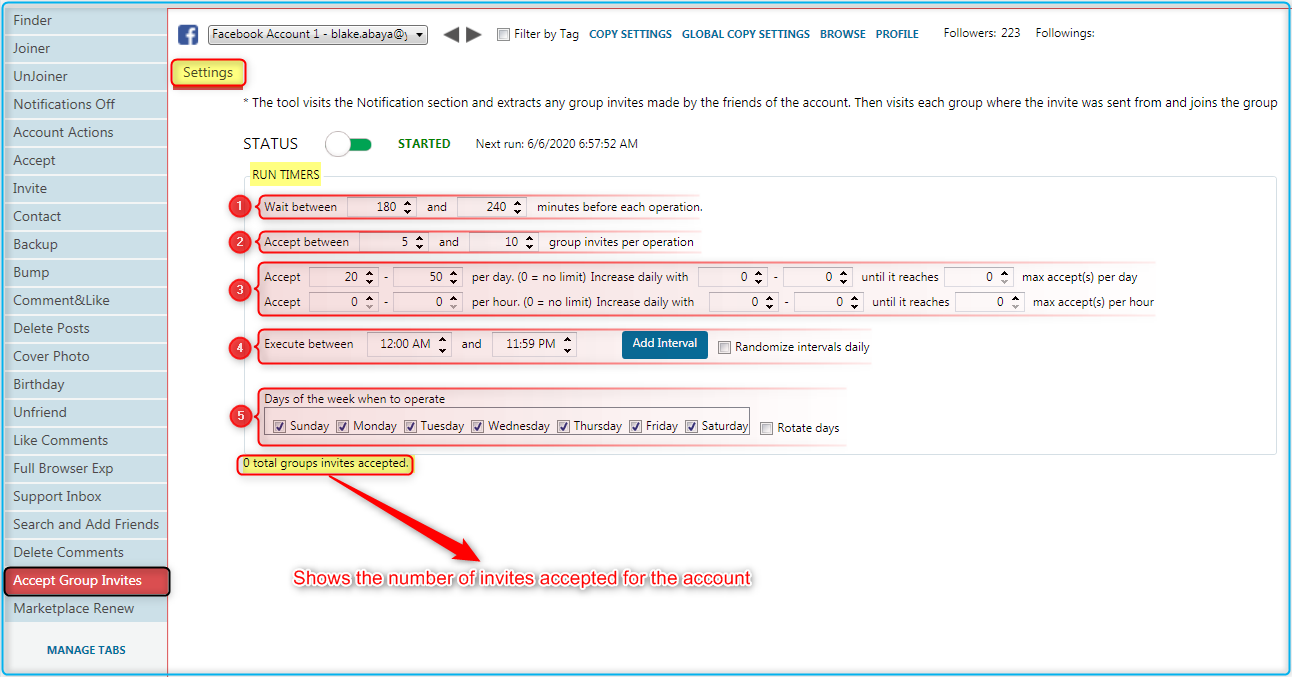 Finder
Joiner
UnJoiner
Notifications Off
Account Actions
Accept
Invite
Contact
Backup
Bump
Comment&Like
Delete Posts
Cover Photo
Birthday
Unfriend
Like Comments
Full Browser Exp
Support Inbox
Search and Add Friends
Delete Comments
Accept Group Invites
Marketplace Renew
MANAGE TABS
f Facebook Account 1 - blake.abaya@y Filter by Tag COPY SETTINGS GLOBAL COPY SETTINGS BROWSE PROFILE Followers: 223 Followings:
Settings
* The tool visits the Notification section and extracts any group invites made by the friends of the account. Then visits each group where the invite was sent from and joins the group
STATUS STARTED Next run: 6/6/2020 6:57:52 AM
RUN TIMERS
1 Wait between 180 and 240 minutes before each operation.
2 Accept between 5 and 10 group invites per operation
3 Accept 20 - 50 per day. (0 = no limit) Increase daily with 0 - 0 until it reaches 0 max accept(s) per day
Accept 0 - 0 per hour. (0 = no limit) Increase daily with 0 - 0 until it reaches 0 max accept(s) per hour
4 Execute between 12:00 AM and 11:59 PM Add Interval Randomize intervals daily
5 Days of the week when to operate
Sunday Monday Tuesday Wednesday Thursday Friday Saturday Rotate days
0 total groups invites accepted.
Shows the number of invites accepted for the account